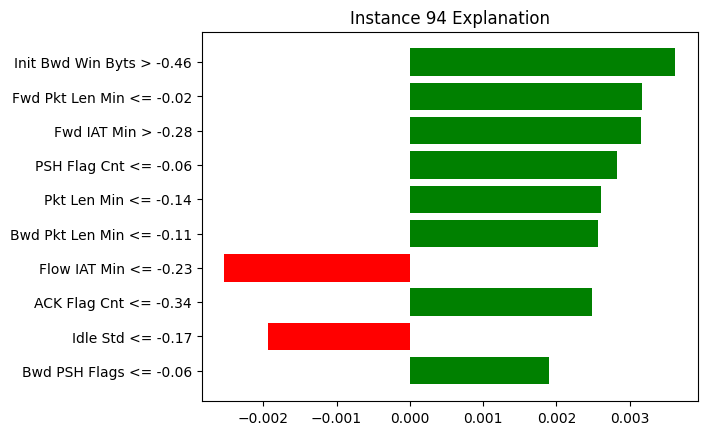 Instance 94 Explanation
Init Bwd Win Byts > -0.46
Fwd Pkt Len Min <= -0.02
Fwd IAT Min > -0.28
PSH Flag Cnt <= -0.06
Pkt Len Min <= -0.14
Bwd Pkt Len Min <= -0.11
Flow IAT Min <= -0.23
ACK Flag Cnt <= -0.34
Idle Std <= -0.17
Bwd PSH Flags <= -0.06
−0.002 −0.001 0.000 0.001 0.002 0.003